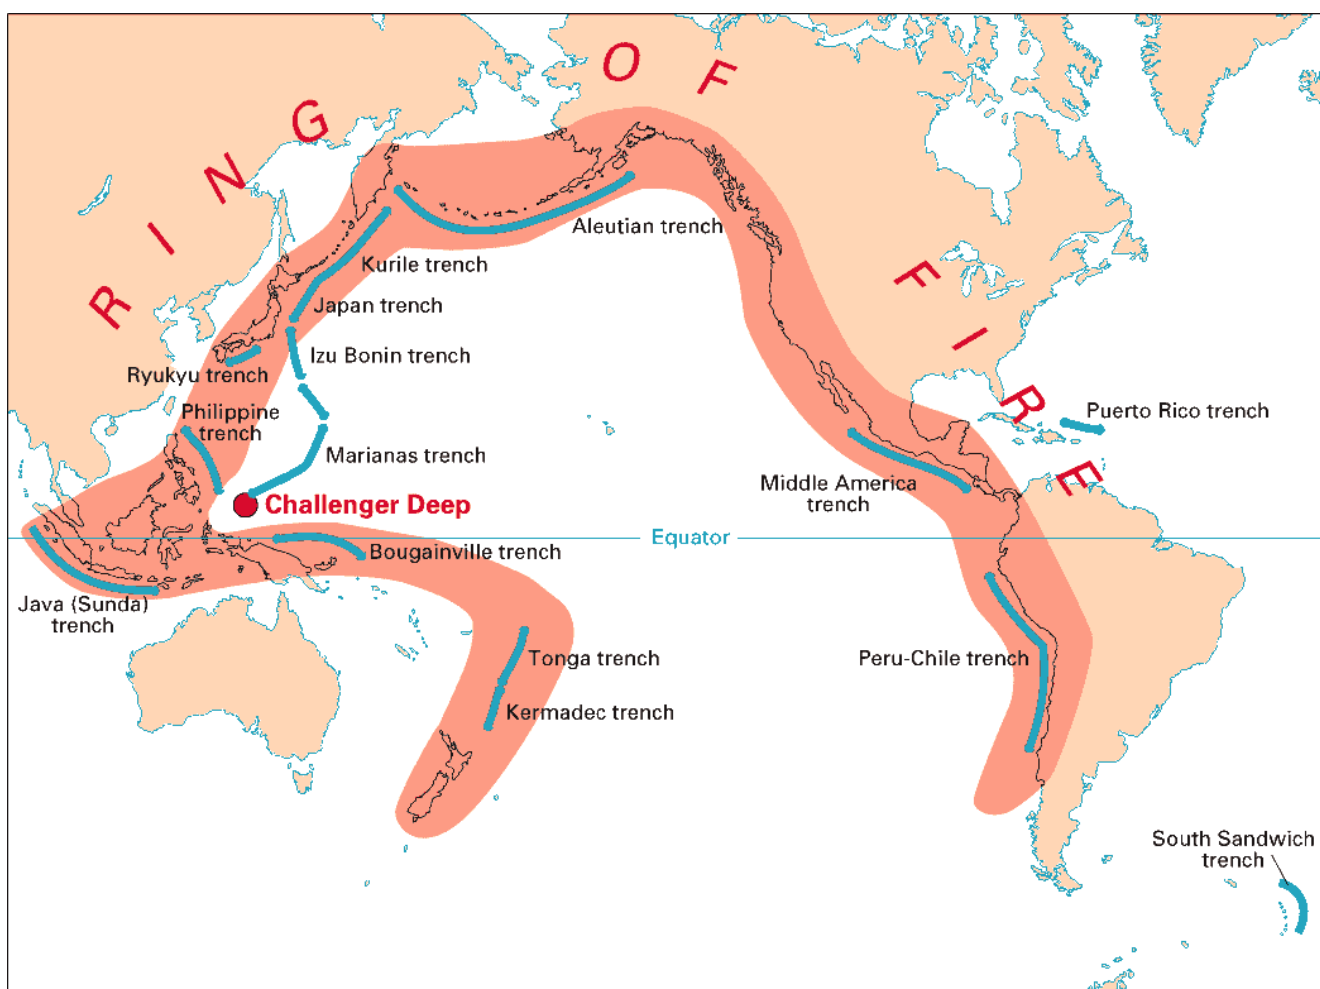 RING OF FIRE
Aleutian trench
Kurile trench
Japan trench
Izu Bonin trench
Ryukyu trench
Philippine
trench
Puerto Rico trench
Marianas trench
Middle America
trench
Challenger Deep
Equator
Bougainville trench
Java (Sunda)
trench
Tonga trench
Peru-Chile trench
Kermadec trench
South Sandwich
trench